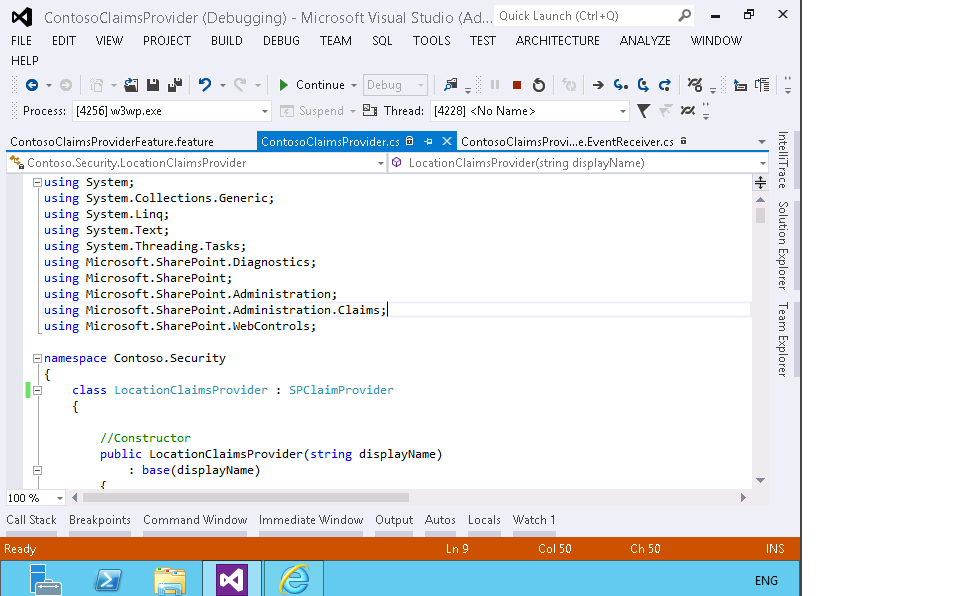 ContosoClaimsProvider (Debugging) - Microsoft Visual Studio (Ad... Quick Launch (Ctrl+Q)
FILE EDIT VIEW PROJECT BUILD DEBUG TEAM SQL TOOLS TEST ARCHITECTURE ANALYZE WINDOW
HELP
Continue Debug
Process: [4256] w3wp.exe Suspend Thread: [4228] <No Name>
ContosoClaimsProviderFeature.feature ContosoClaimsProvider.cs ContosoClaimsProvi...e.EventReceiver.cs
Contoso.Security.LocationClaimsProvider LocationClaimsProvider(string displayName)
using System;
using System.Collections.Generic;
using System.Linq;
using System.Text;
using System.Threading.Tasks;
using Microsoft.SharePoint.Diagnostics;
using Microsoft.SharePoint;
using Microsoft.SharePoint.Administration;
using Microsoft.SharePoint.Administration.Claims;
using Microsoft.SharePoint.WebControls;
namespace Contoso.Security
{
class LocationClaimsProvider : SPClaimProvider
{
//Constructor
public LocationClaimsProvider(string displayName)
: base(displayName)
{
IntelliTrace
Solution Explorer
Team Explorer
100 %
Call Stack Breakpoints Command Window Immediate Window Output Autos Locals Watch 1
Ready Ln 9 Col 50 Ch 50 INS
ENG